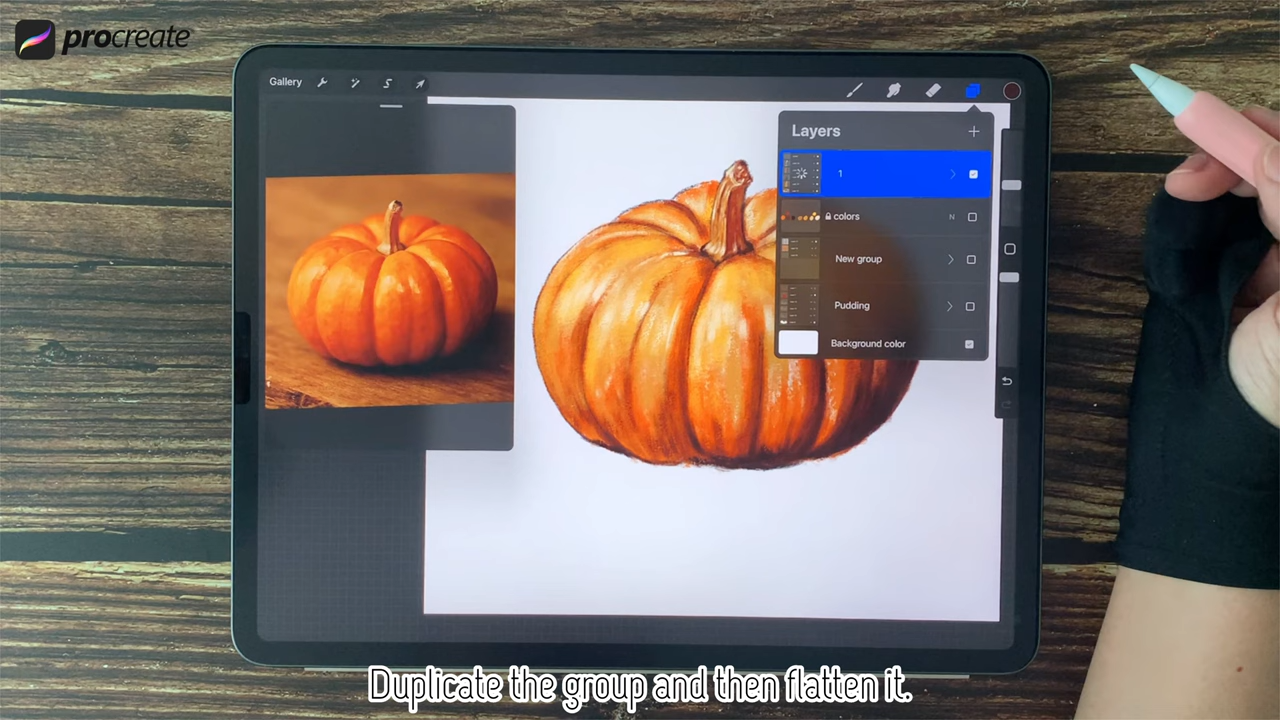 procreate
Gallery
Layers
1
colors
N
New group
Pudding
Background color
Duplicate the group and then flatten it.